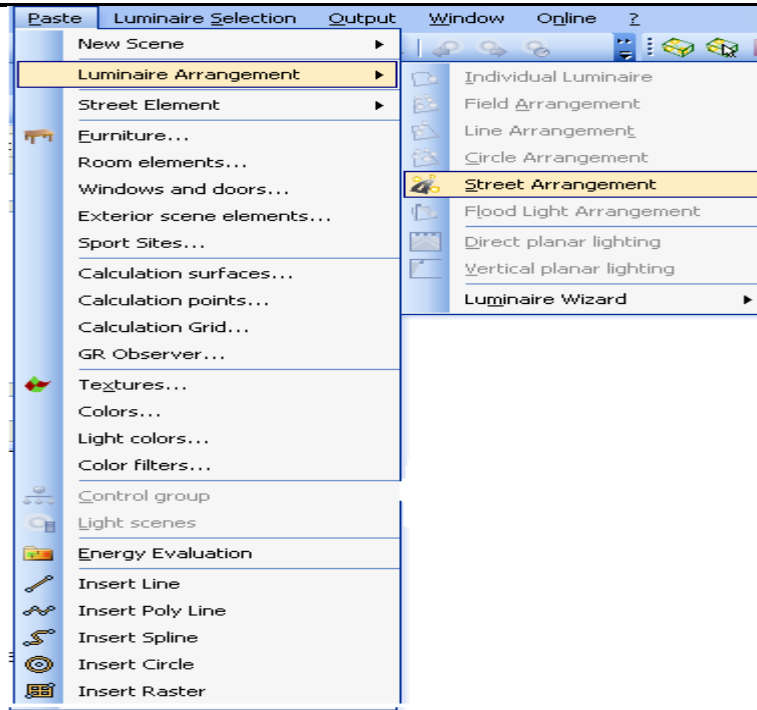 Paste Luminaire Selection Output Window Online ?
New Scene
Luminaire Arrangement
Street Element
Furniture...
Room elements...
Windows and doors...
Exterior scene elements...
Sport Sites...
Calculation surfaces...
Calculation points...
Calculation Grid...
GR Observer...
Textures...
Colors...
Light colors...
Color filters...
Control group
Light scenes
Energy Evaluation
Insert Line
Insert Poly Line
Insert Spline
Insert Circle
Insert Raster
Individual Luminaire
Field Arrangement
Line Arrangement
Circle Arrangement
Street Arrangement
Flood Light Arrangement
Direct planar lighting
Vertical planar lighting
Luminaire Wizard